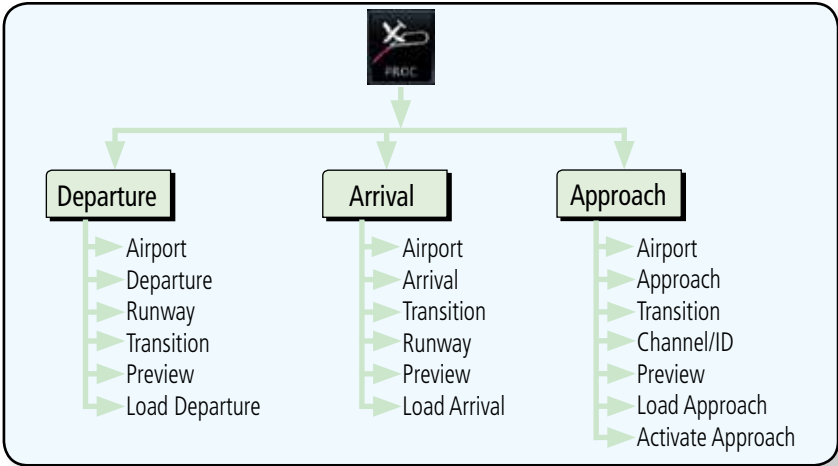 PROC
Departure
Airport
Departure
Runway
Transition
Preview
Load Departure
Arrival
Airport
Arrival
Transition
Runway
Preview
Load Arrival
Approach
Airport
Approach
Transition
Channel/ID
Preview
Load Approach
Activate Approach